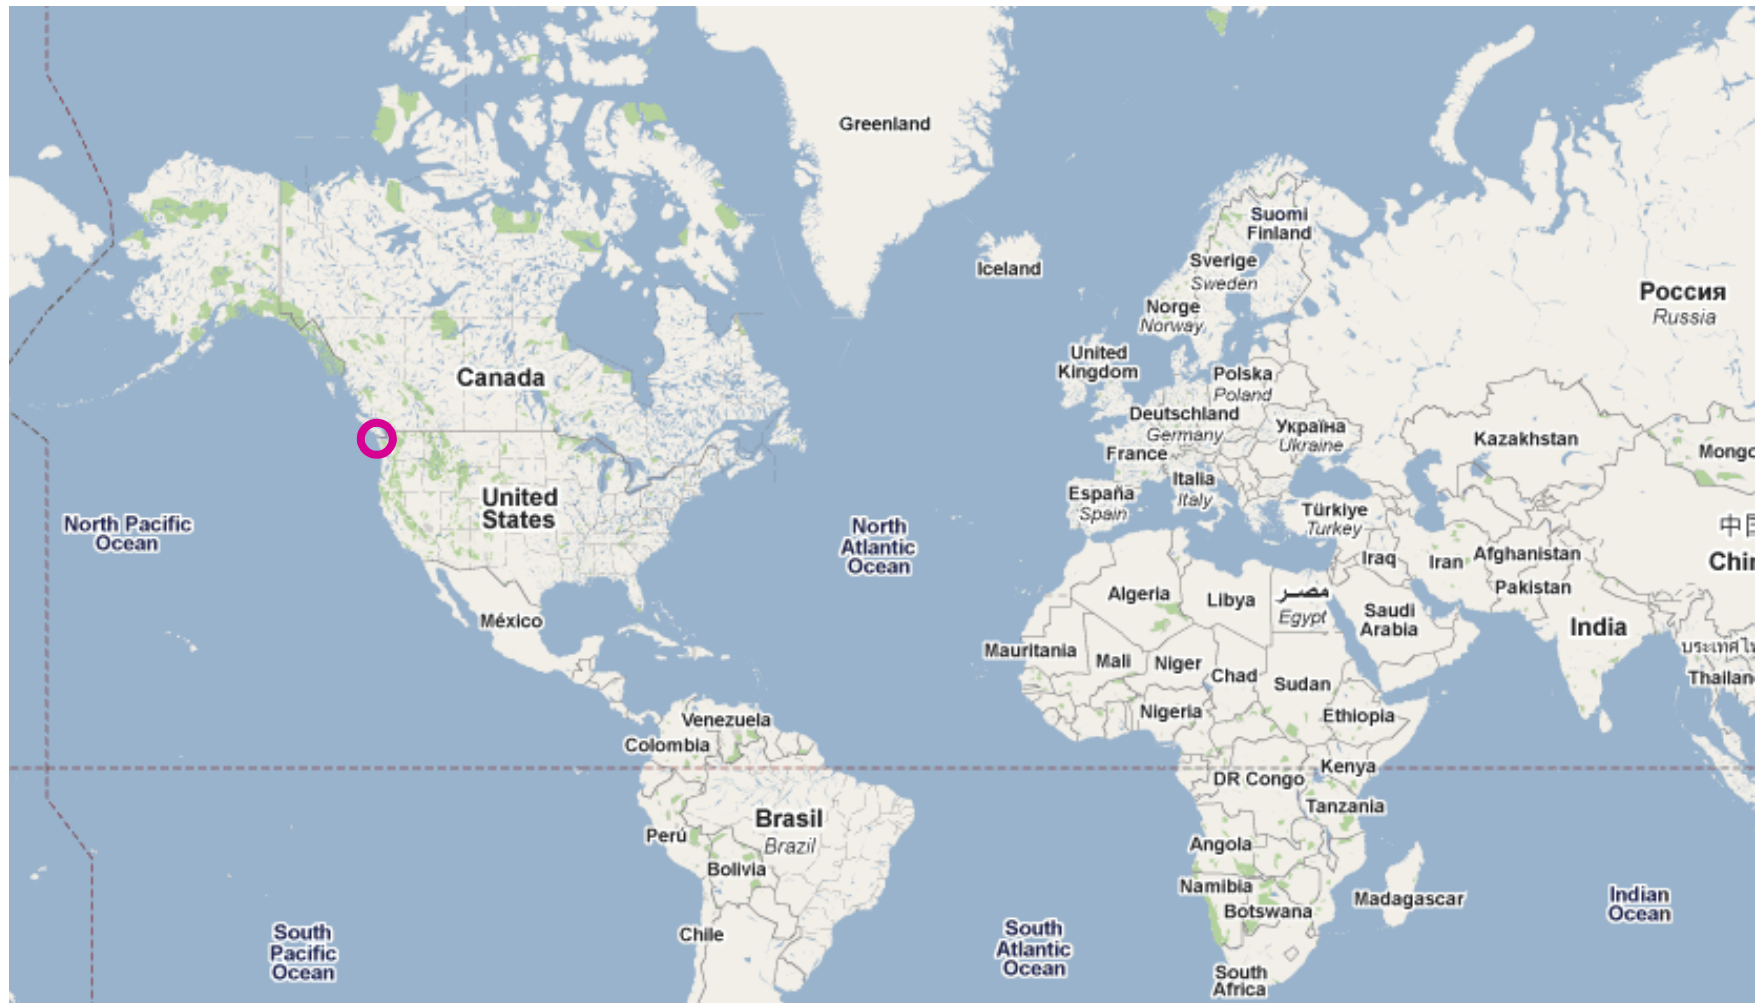 Greenland
Suomi
Finland
Iceland
Sverige
Sweden
Norge
Norway
Россия
Russia
United
Kingdom
Canada
Polska
Poland
Deutschland
Germany
Україна
Ukraine
Kazakhstan
France
Italia
Italy
United
States
España
Spain
Türkiye
Turkey
North Pacific
Ocean
North
Atlantic
Ocean
Iraq
Iran
Afghanistan
Pakistan
Algeria
Libya
مصر
Egypt
Saudi
Arabia
India
México
Mauritania
Mali
Niger
Chad
Sudan
Nigeria
Ethiopia
Venezuela
Colombia
DR Congo
Kenya
Tanzania
Brasil
Brazil
Perú
Bolivia
Angola
Namibia
Botswana
Madagascar
Indian
Ocean
South
Pacific
Ocean
Chile
South
Atlantic
Ocean
South
Africa